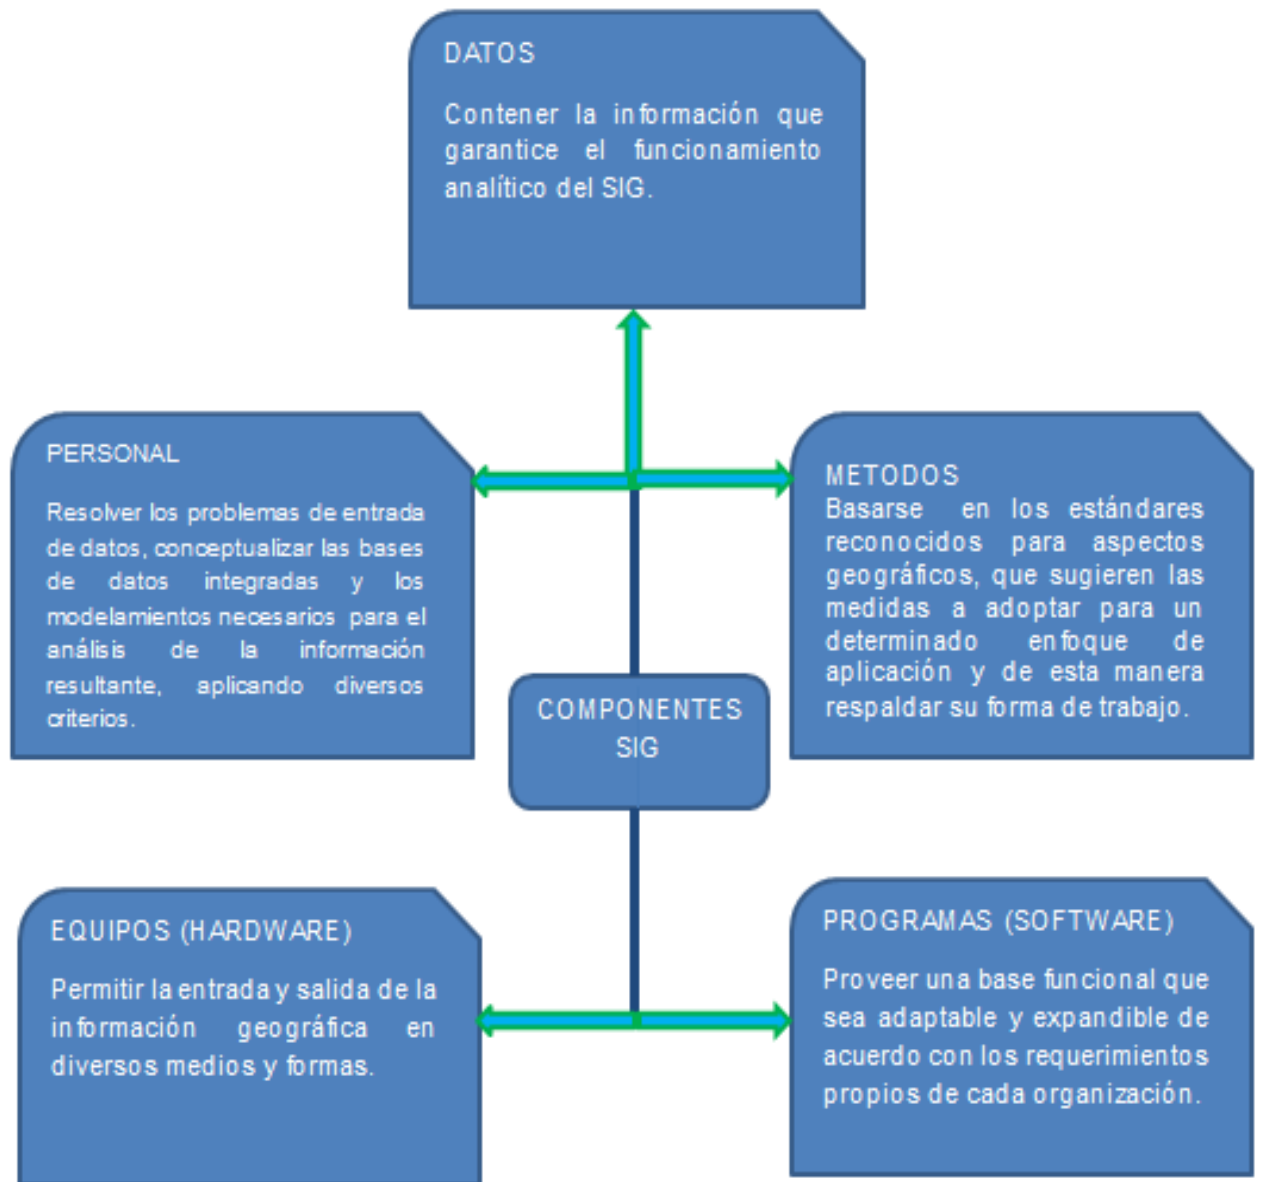 DATOS
Contener la información que
garantice el funcionamiento
analítico del SIG.
PERSONAL
Resolver los problemas de entrada
de datos, conceptualizar las bases
de datos integradas y los
modelamientos necesarios para el
análisis de la información
resultante, aplicando diversos
criterios.
METODOS
Basarse en los estándares
reconocidos para aspectos
geográficos, que sugieren las
medidas a adoptar para un
determinado enfoque de
aplicación y de esta manera
respaldar su forma de trabajo.
COMPONENTES
SIG
EQUIPOS (HARDWARE)
Permitir la entrada y salida de la
información geográfica en
diversos medios y formas.
PROGRAMAS (SOFTWARE)
Proveer una base funcional que
sea adaptable y expandible de
acuerdo con los requerimientos
propios de cada organización.